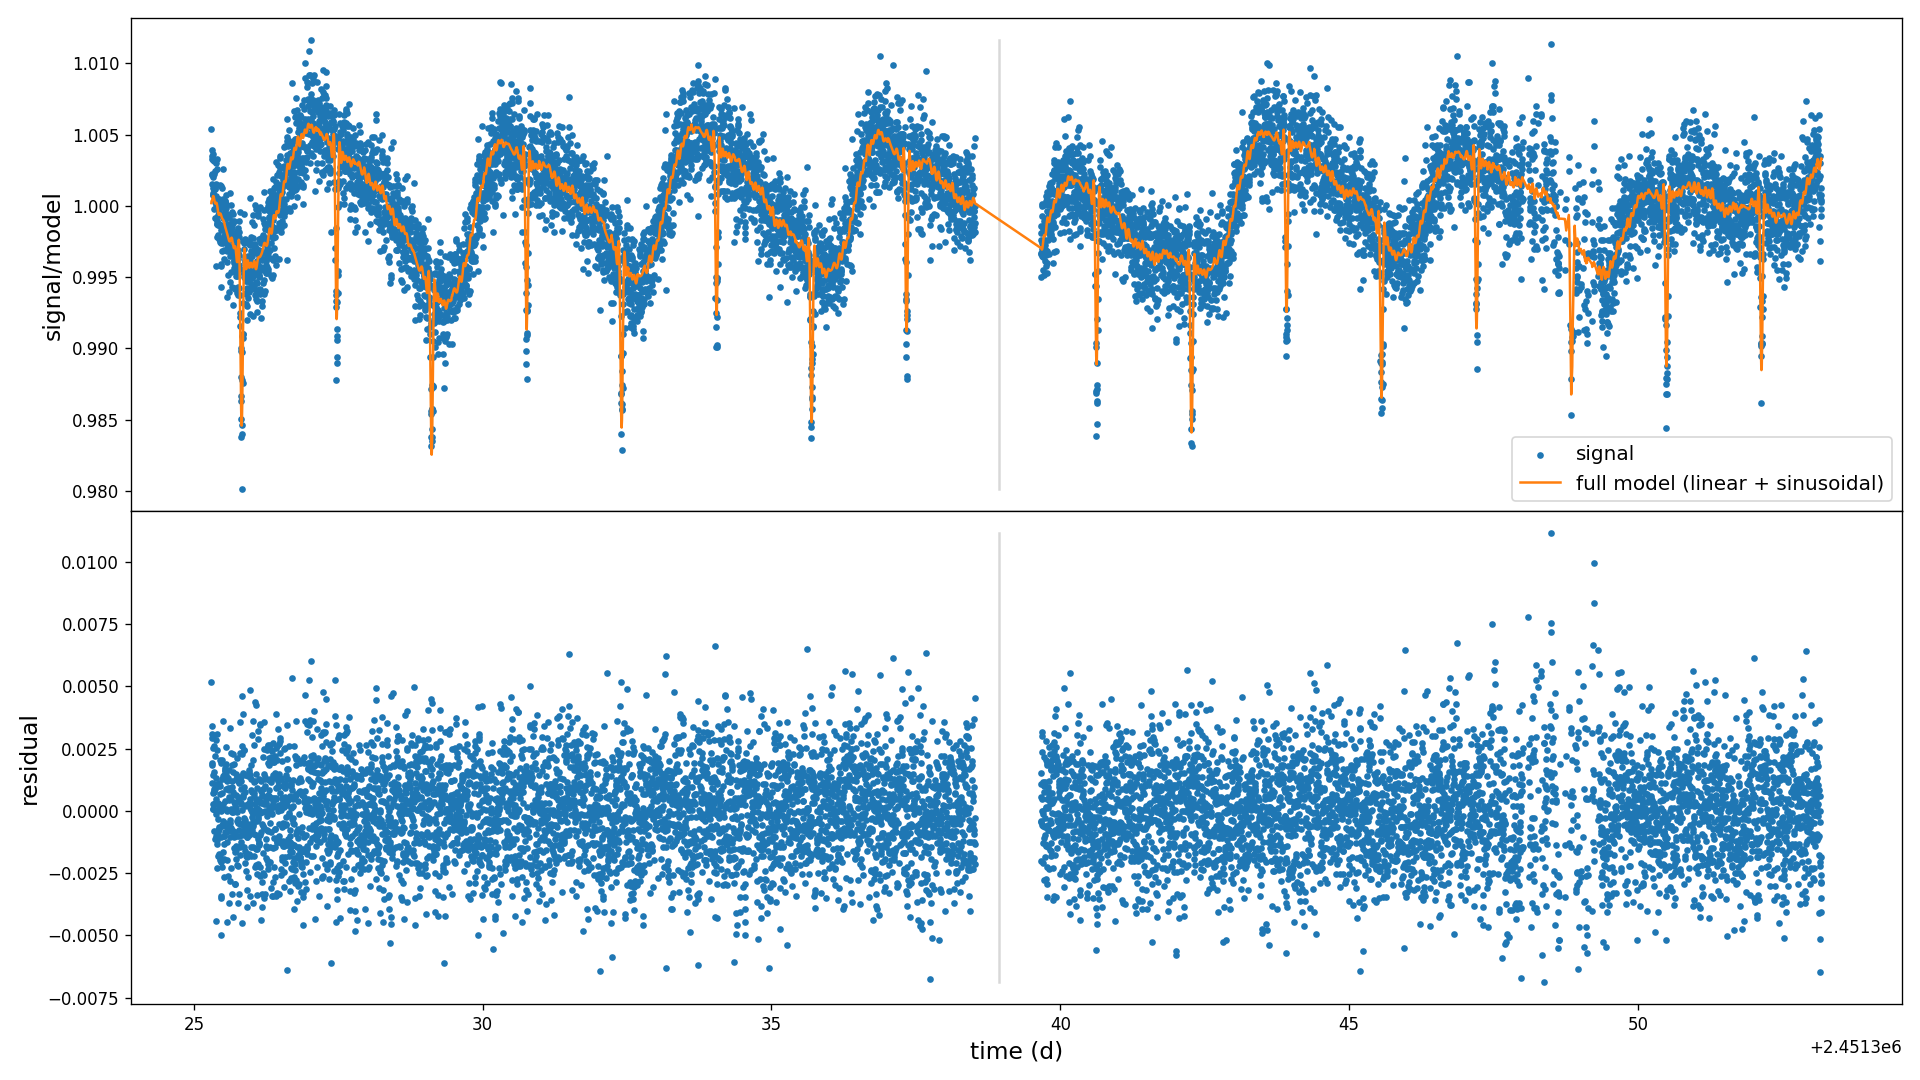 signal/model
1.010
1.005
1.000
0.995
0.990
0.985
0.980
signal
full model (linear + sinusoidal)
residual
0.0100
0.0075
0.0050
0.0025
0.0000
−0.0025
−0.0050
−0.0075
25 30 35 40 45 50
time (d)
+2.4513e6